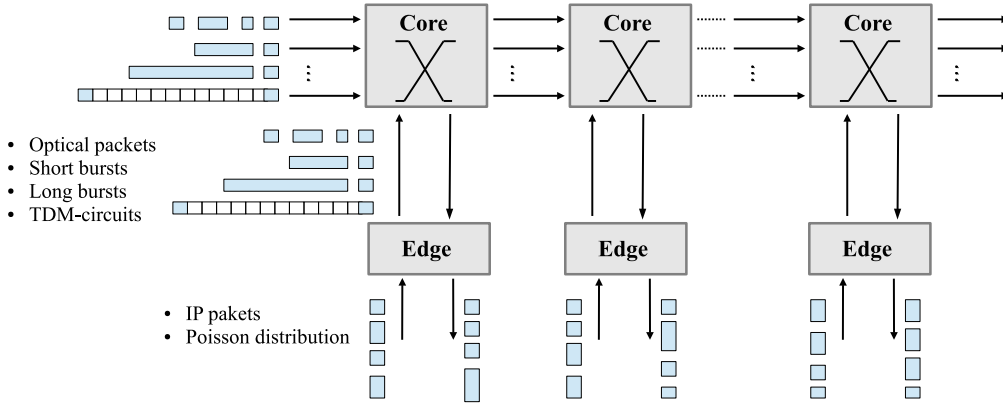 Core Core Core
• Optical packets
• Short bursts
• Long bursts
• TDM-circuits
Edge Edge Edge
• IP pakets
• Poisson distribution